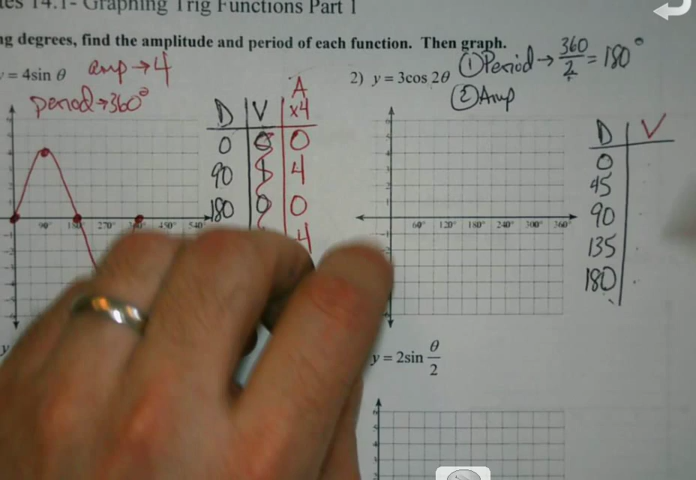 14.1- Graphing Trig Functions Part 1
degrees, find the amplitude and period of each function. Then graph.
= 4sin θ amp → 4
period → 360°
D V A x4
0 0 0
90 1 4
180 0 0
4
90° 270° 450° 540°
2) y = 3cos 2θ
① Period → 360/2 = 180°
② Amp
60° 120° 180° 240° 300° 360°
D V
0
45
90
135
180
y = 2sin θ/2